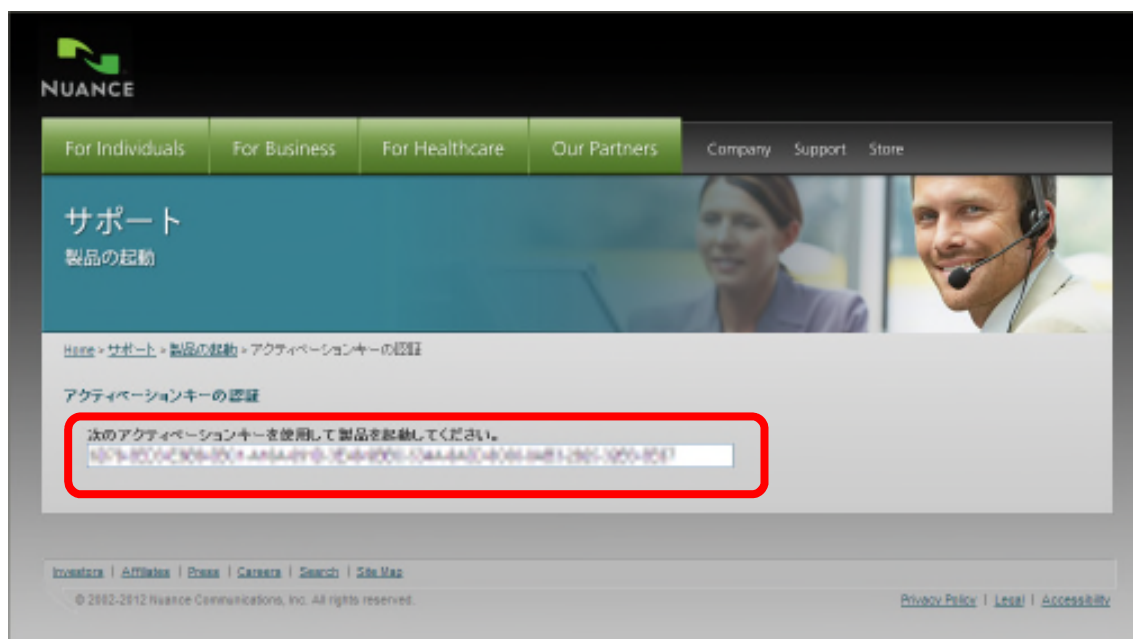 NUANCE
For Individuals For Business For Healthcare Our Partners Company Support Store
サポート
製品の起動
Home > サポート > 製品の起動 > アクティベーションキーの認証
アクティベーションキーの認証
次のアクティベーションキーを使用して製品を起動してください。
Investors | Affiliates | Press | Careers | Search | Site Map
© 2002-2012 Nuance Communications, Inc. All rights reserved.
Privacy Policy | Legal | Accessibility